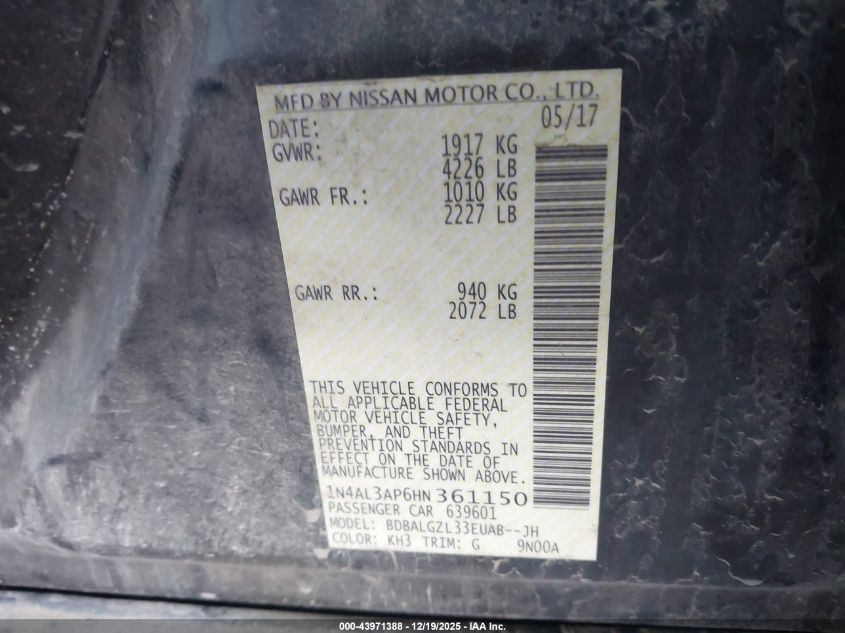 MFD BY NISSAN MOTOR CO., LTD.
DATE: 05/17
GVWR: 1917 KG
4226 LB
GAWR FR.: 1010 KG
2227 LB
GAWR RR.: 940 KG
2072 LB
THIS VEHICLE CONFORMS TO
ALL APPLICABLE FEDERAL
MOTOR VEHICLE SAFETY,
BUMPER, AND THEFT
PREVENTION STANDARDS IN
EFFECT ON THE DATE OF
MANUFACTURE SHOWN ABOVE.
1N4AL3AP6HN 361150
PASSENGER CAR 639601
MODEL: BDBALGZL33EUAB--JH
COLOR: KH3 TRIM: G 9N00A
000-43971388 - 12/19/2025 - IAA Inc.